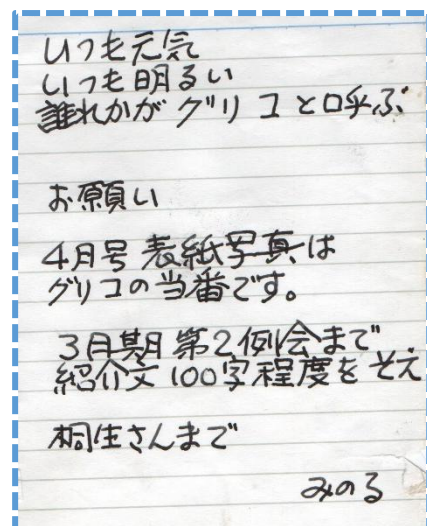 いつも元気
いつも明るい
誰れかが グリコ と呼ぶ
お願い
4月号 表紙写真は
グリコの当番です。
3月期 第2例会まで
紹介文 100字程度を そえ
桐生さんまで
みのる